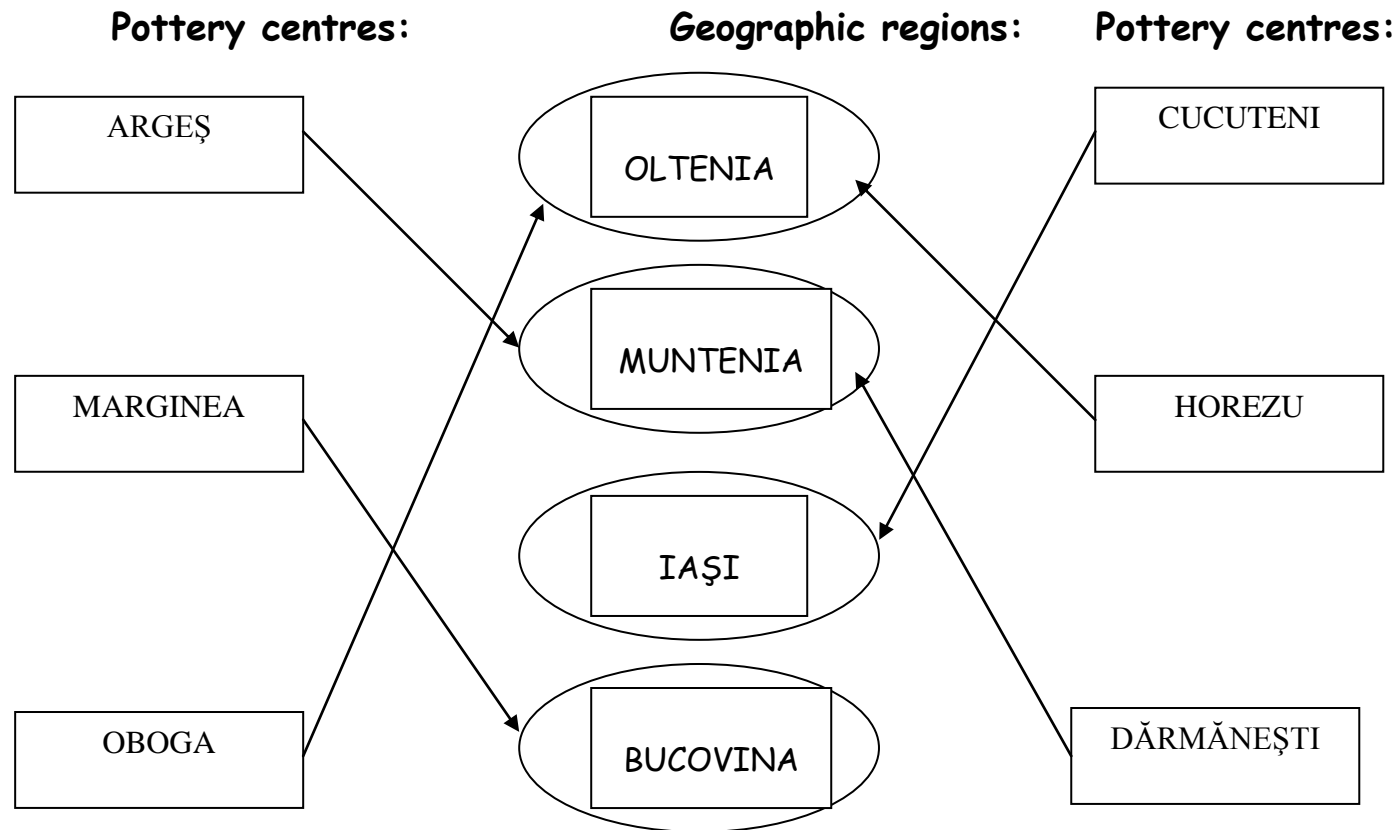 Pottery centres: Geographic regions: Pottery centres:
ARGEŞ
OLTENIA
CUCUTENI
MARGINEA
MUNTENIA
HOREZU
IAŞI
OBOGA
BUCOVINA
DĂRMĂNEŞTI